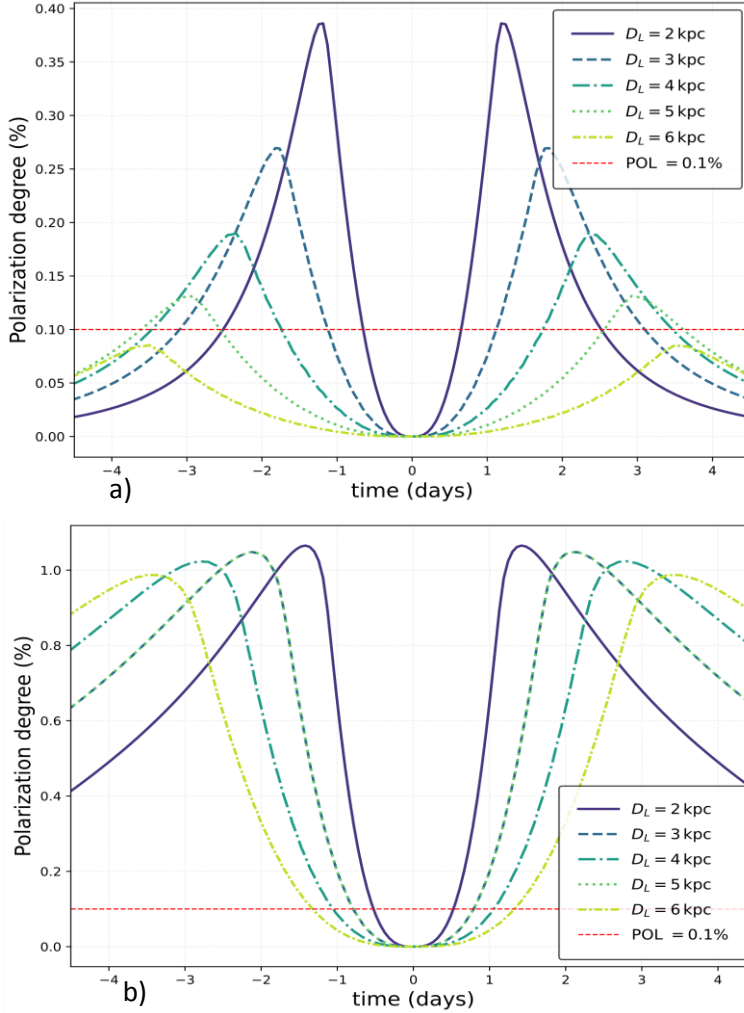 0.40
0.35
0.30
0.25
0.20
0.15
0.10
0.05
0.00
Polarization degree (%)
D_L = 2 kpc
D_L = 3 kpc
D_L = 4 kpc
D_L = 5 kpc
D_L = 6 kpc
POL = 0.1%
−4 −3 −2 −1 0 1 2 3 4
a) time (days)
1.0
0.8
0.6
0.4
0.2
0.0
Polarization degree (%)
D_L = 2 kpc
D_L = 3 kpc
D_L = 4 kpc
D_L = 5 kpc
D_L = 6 kpc
POL = 0.1%
−4 −3 −2 −1 0 1 2 3 4
b) time (days)